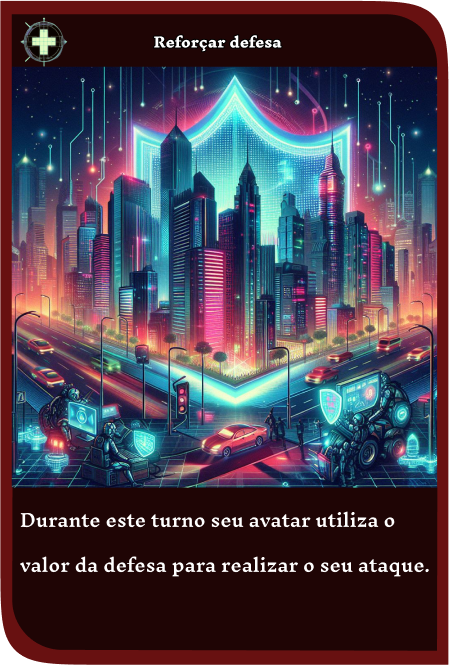 Reforçar defesa
Durante este turno seu avatar utiliza o
valor da defesa para realizar o seu ataque.